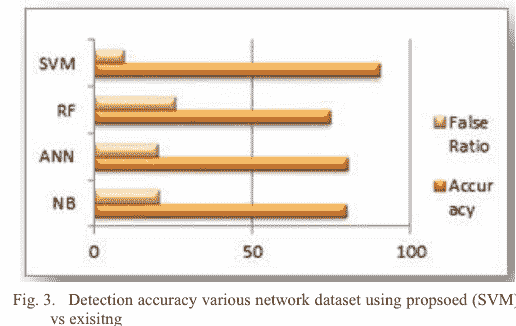 SVM
RF
ANN
NB
0 50 100
False
Ratio
Accur
acy
Fig. 3. Detection accuracy various network dataset using propsoed (SVM)
vs exisitng